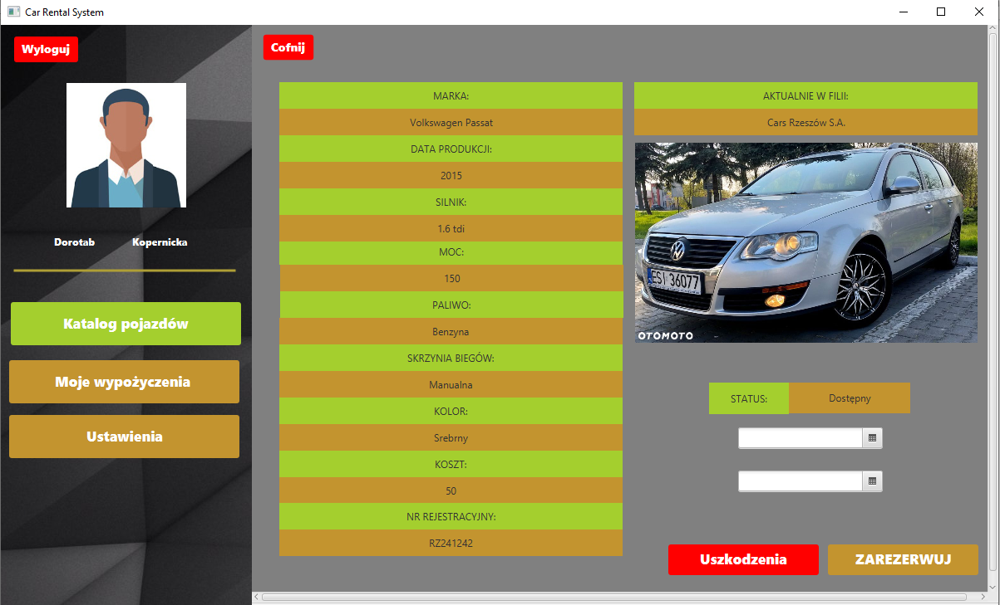 Car Rental System
Wyloguj
Dorotab Kopernicka
Katalog pojazdów
Moje wypożyczenia
Ustawienia
Cofnij
MARKA:
Volkswagen Passat
DATA PRODUKCJI:
2015
SILNIK:
1.6 tdi
MOC:
150
PALIWO:
Benzyna
SKRZYNIA BIEGÓW:
Manualna
KOLOR:
Srebrny
KOSZT:
50
NR REJESTRACYJNY:
RZ241242
AKTUALNIE W FILII:
Cars Rzeszów S.A.
ESI 36077
OTOMOTO
STATUS:
Dostępny
Uszkodzenia
ZAREZERWUJ